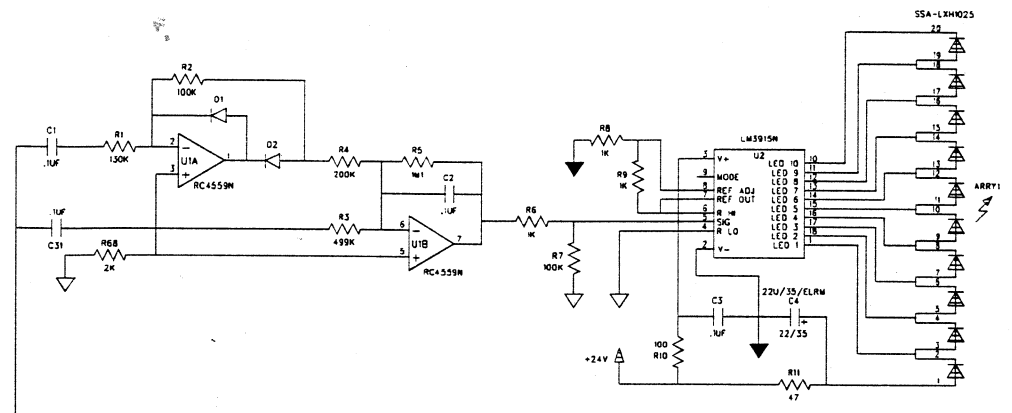 SSA-LXH1025
20
19
18
17
16
15
14
13
12
11
10
9
8
7
6
5
4
3
2
1
ARRY1
R2
100K
D1
C1
.1UF
R1
130K
2
3
U1A
1
RC4559N
D2
R4
200K
R5
1M1
C2
.1UF
.1UF
C31
R3
499K
R68
2K
6
5
U1B
7
RC4559N
R6
1K
R7
100K
R8
1K
R9
1K
LM3915N
U2
3 V+
9 MODE
8 REF ADJ
7 REF OUT
6 R HI
5 SIG
4 R LO
2 V-
LED 10 10
LED 9 11
LED 8 12
LED 7 13
LED 6 14
LED 5 15
LED 4 16
LED 3 17
LED 2 18
LED 1 1
22U/35/ELRM
C3
.1UF
C4
+
22/35
+24V
100
R10
R11
47